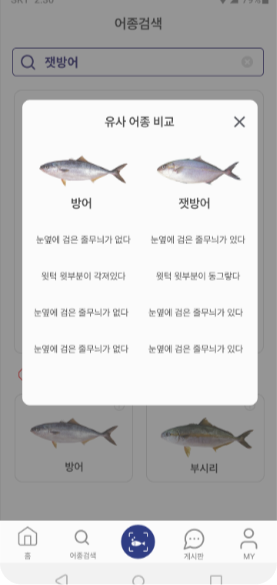 어종검색
잿방어
유사 어종 비교
방어 잿방어
눈옆에 검은 줄무늬가 없다 눈옆에 검은 줄무늬가 있다
윗턱 윗부분이 각져있다 윗턱 윗부분이 둥그렇다
눈옆에 검은 줄무늬가 없다 눈옆에 검은 줄무늬가 있다
눈옆에 검은 줄무늬가 없다 눈옆에 검은 줄무늬가 있다
방어 부시리
홈 어종검색 게시판 MY